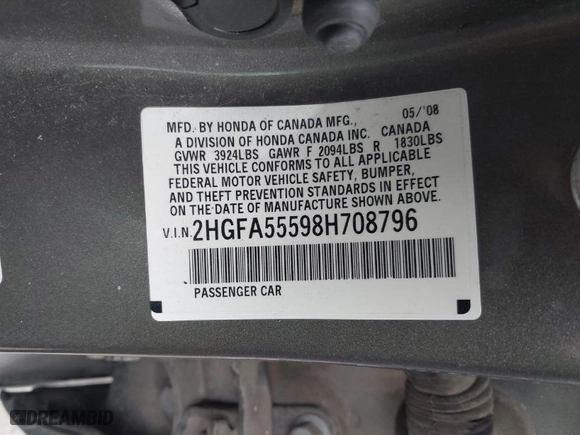 05/'08
MFD. BY HONDA OF CANADA MFG.,
A DIVISION OF HONDA CANADA INC. CANADA
GVWR 3924LBS GAWR F 2094LBS R 1830LBS
THIS VEHICLE CONFORMS TO ALL APPLICABLE
FEDERAL MOTOR VEHICLE SAFETY, BUMPER,
AND THEFT PREVENTION STANDARDS IN EFFECT
ON THE DATE OF MANUFACTURE SHOWN ABOVE.
V.I.N. 2HGFA55598H708796
PASSENGER CAR
DREAMBID